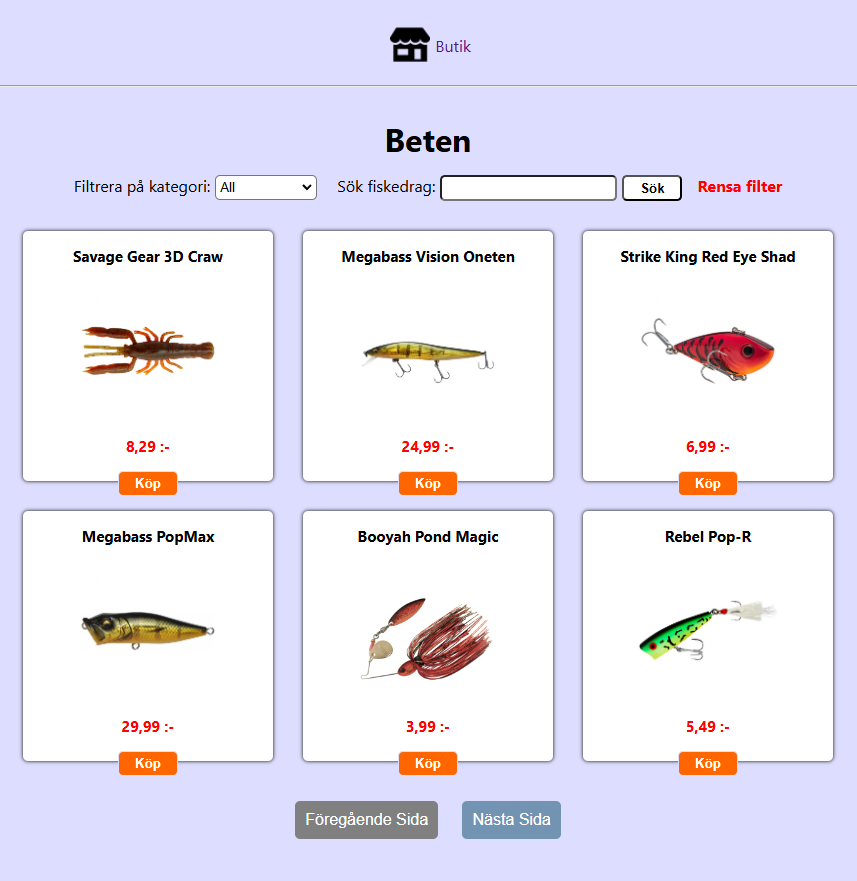 Butik
Beten
Filtrera på kategori: All Sök fiskedrag: Sök Rensa filter
Savage Gear 3D Craw Megabass Vision Oneten Strike King Red Eye Shad
8,29 :- 24,99 :- 6,99 :-
Köp Köp Köp
Megabass PopMax Booyah Pond Magic Rebel Pop-R
29,99 :- 3,99 :- 5,49 :-
Köp Köp Köp
Föregående Sida Nästa Sida